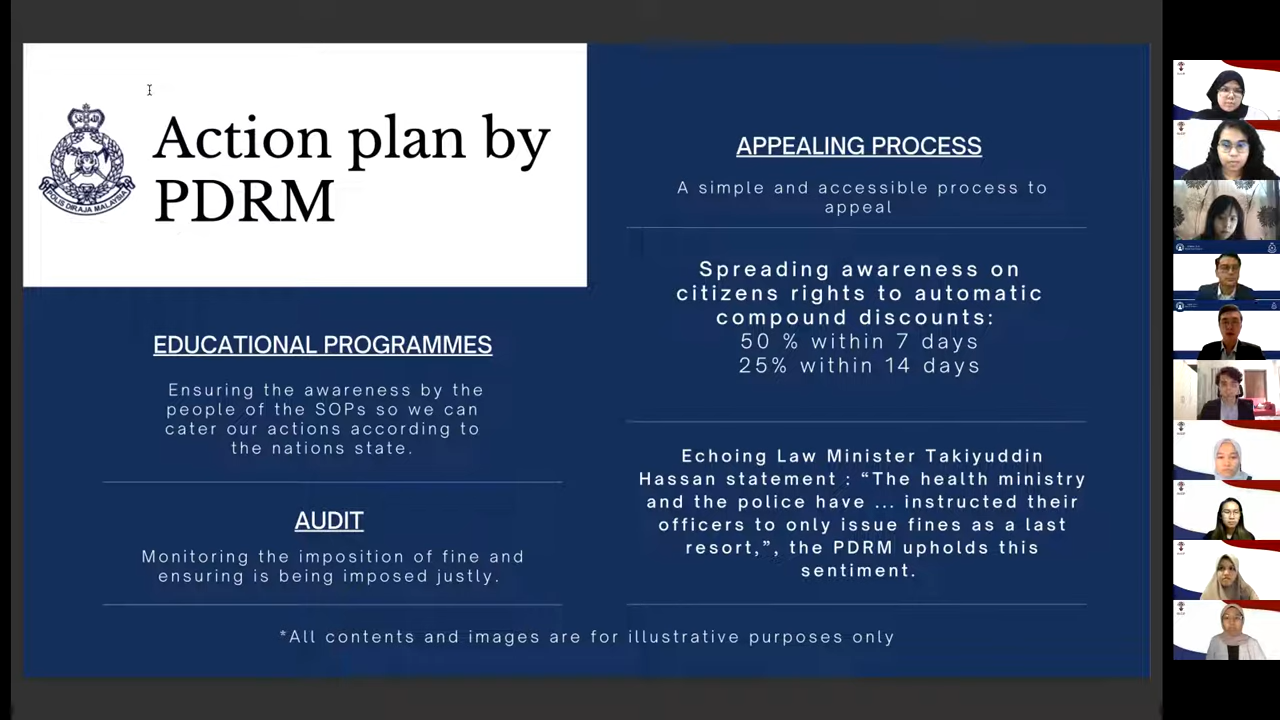 Action plan by
PDRM
POLIS DIRAJA MALAYSIA
EDUCATIONAL PROGRAMMES
Ensuring the awareness by the
people of the SOPs so we can
cater our actions according to
the nations state.
AUDIT
Monitoring the imposition of fine and
ensuring is being imposed justly.
APPEALING PROCESS
A simple and accessible process to
appeal
Spreading awareness on
citizens rights to automatic
compound discounts:
50 % within 7 days
25% within 14 days
Echoing Law Minister Takiyuddin
Hassan statement : “The health ministry
and the police have ... instructed their
officers to only issue fines as a last
resort,”, the PDRM upholds this
sentiment.
*All contents and images are for illustrative purposes only